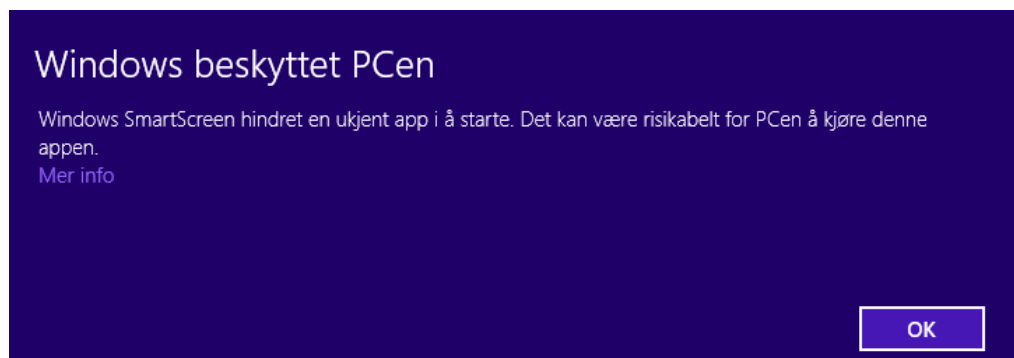 Windows beskyttet PCen
Windows SmartScreen hindret en ukjent app i å starte. Det kan være risikabelt for PCen å kjøre denne
appen.
Mer info
OK